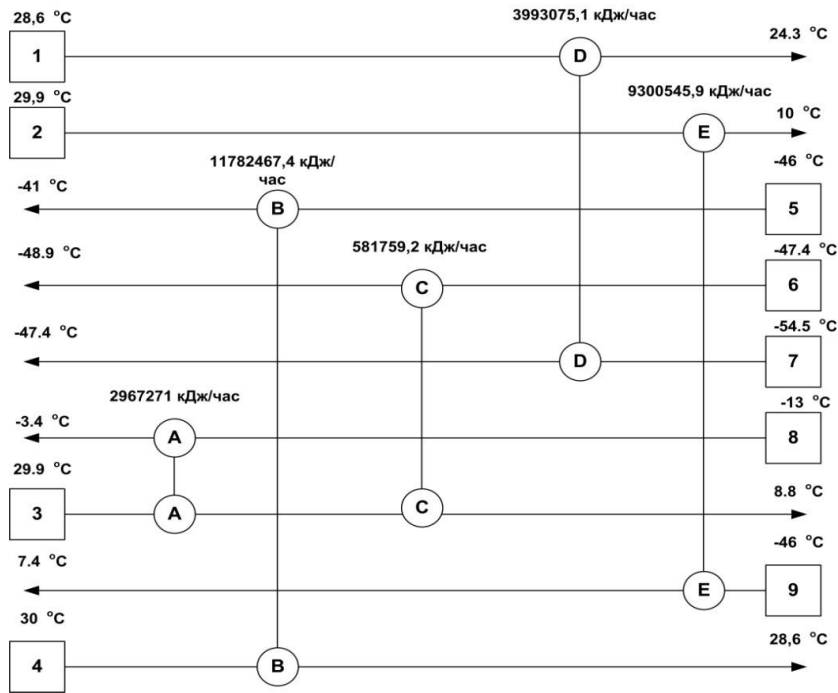 28,6 °C
3993075,1 кДж/час
24.3 °C
1
D
29,9 °C
9300545,9 кДж/час
10 °C
2
E
11782467,4 кДж/
час
-41 °C
-46 °C
B
5
-48.9 °C
581759,2 кДж/час
-47.4 °C
C
6
-47.4 °C
-54.5 °C
D
7
2967271 кДж/час
-3.4 °C
-13 °C
A
8
29.9 °C
3
A
C
8.8 °C
7.4 °C
-46 °C
E
9
30 °C
28,6 °C
4
B